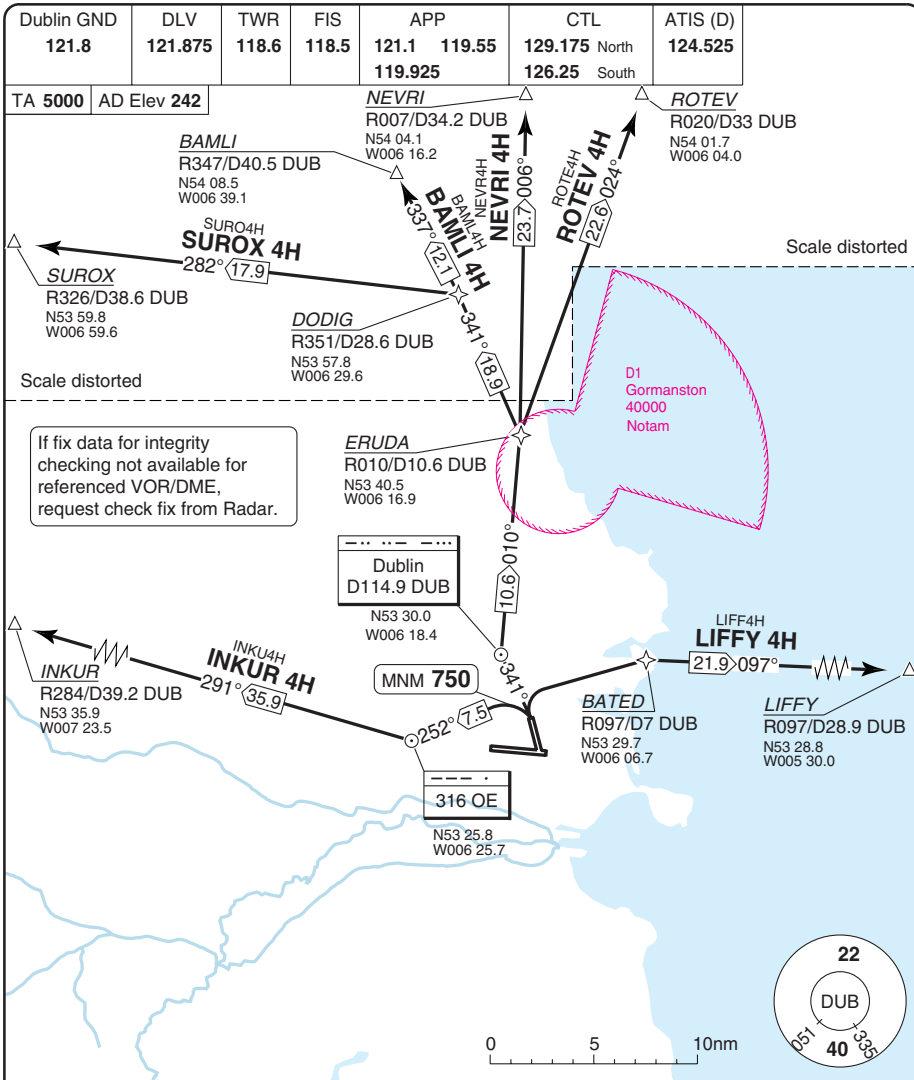 Dublin GND
121.8
DLV
121.875
TWR
118.6
FIS
118.5
APP
121.1 119.55
119.925
CTL
129.175 North
126.25 South
ATIS (D)
124.525
TA 5000
AD Elev 242
NEVRI
R007/D34.2 DUB
N54 04.1
W006 16.2
ROTEV
R020/D33 DUB
N54 01.7
W006 04.0
BAMLI
R347/D40.5 DUB
N54 08.5
W006 39.1
SURO4H
SUROX 4H
282° 17.9
SUROX
R326/D38.6 DUB
N53 59.8
W006 59.6
BAML4H
BAMLI 4H
337° 12.1
NEVR4H
NEVRI 4H
23.7 006°
ROTE4H
ROTEV 4H
22.6 024°
Scale distorted
DODIG
R351/D28.6 DUB
N53 57.8
W006 29.6
341° 18.9
Scale distorted
D1
Gormanston
40000
Notam
If fix data for integrity
checking not available for
referenced VOR/DME,
request check fix from Radar.
ERUDA
R010/D10.6 DUB
N53 40.5
W006 16.9
10.6 010°
Dublin
D114.9 DUB
N53 30.0
W006 18.4
341°
INKU4H
INKUR 4H
291° 35.9
INKUR
R284/D39.2 DUB
N53 35.9
W007 23.5
MNM 750
252° 7.5
LIFF4H
LIFFY 4H
21.9 097°
BATED
R097/D7 DUB
N53 29.7
W006 06.7
LIFFY
R097/D28.9 DUB
N53 28.8
W005 30.0
316 OE
N53 25.8
W006 25.7
22
DUB
051
335
40
0 5 10nm